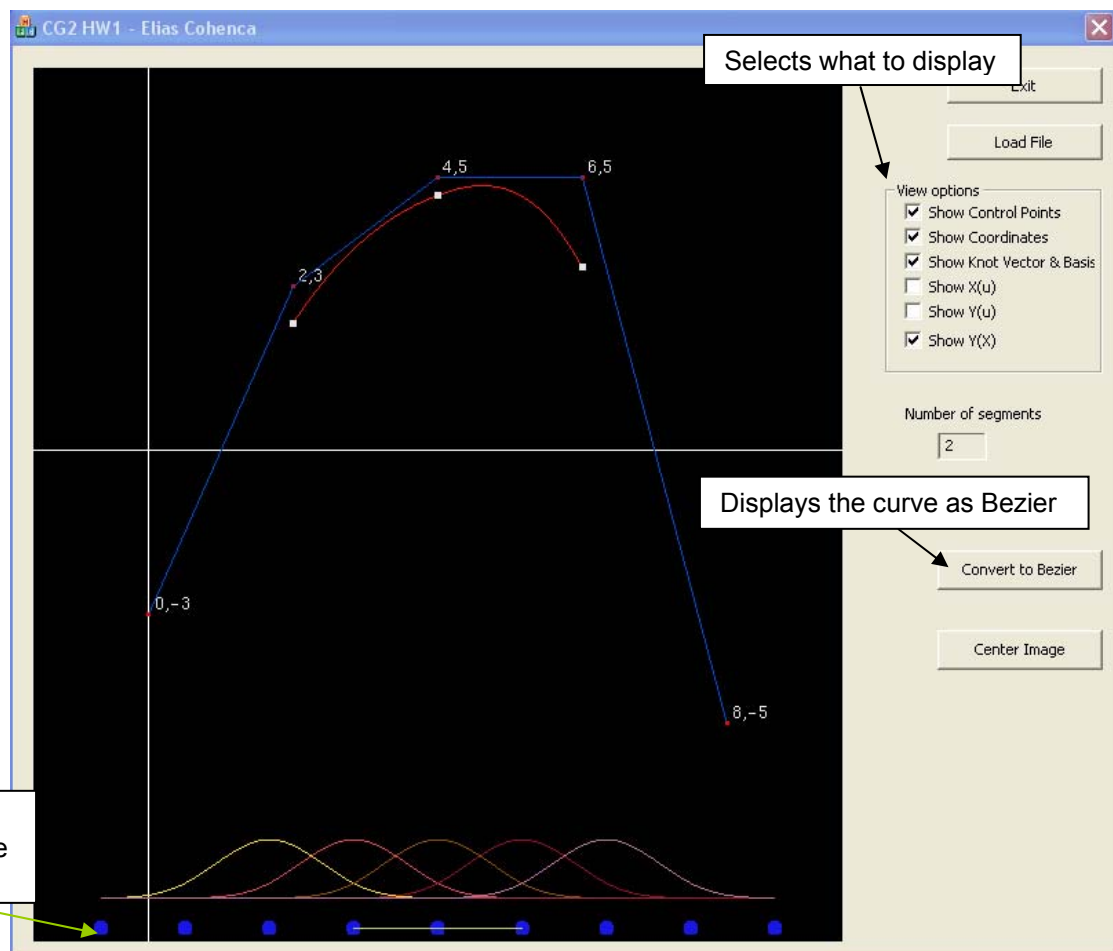 CG2 HW1 - Elias Cohenca
Selects what to display
Exit
Load File
4,5
6,5
View options
Show Control Points
Show Coordinates
Show Knot Vector & Basis
Show X(u)
Show Y(u)
Show Y(X)
2,3
Number of segments
2
Displays the curve as Bezier
Convert to Bezier
0,-3
Center Image
8,-5
e